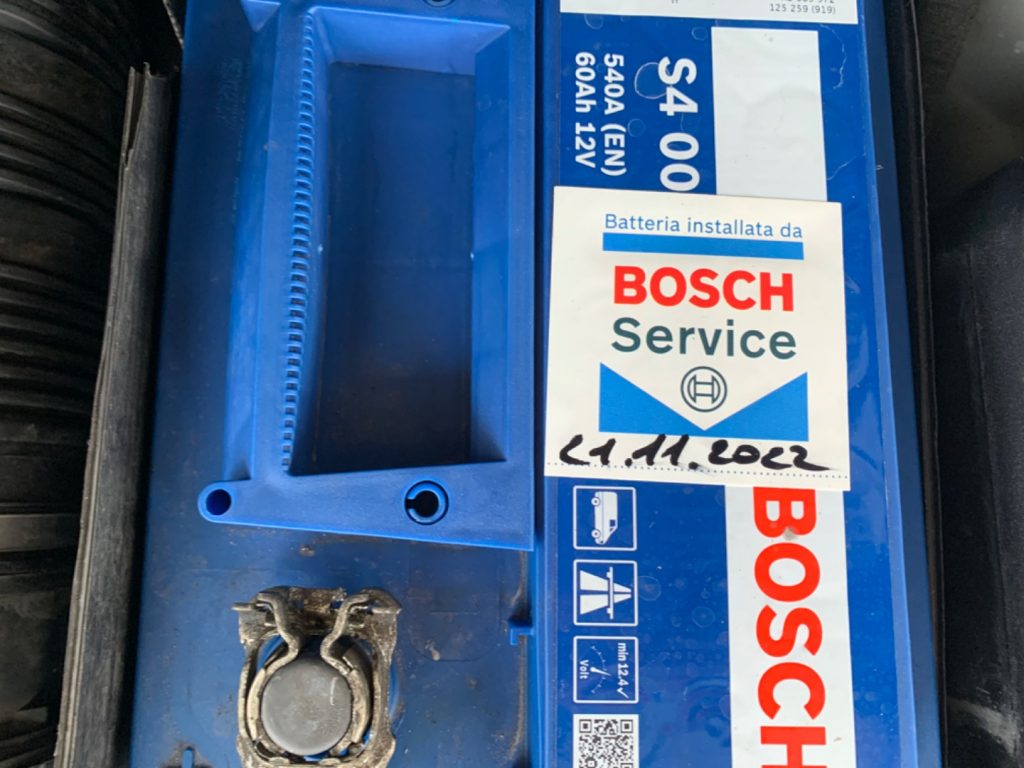 125 259 (919)
S4 00
540A (EN)
60Ah 12V
Batteria installata da
BOSCH
Service
21.11.2022
BOSCH
min 12.4✓
Volt